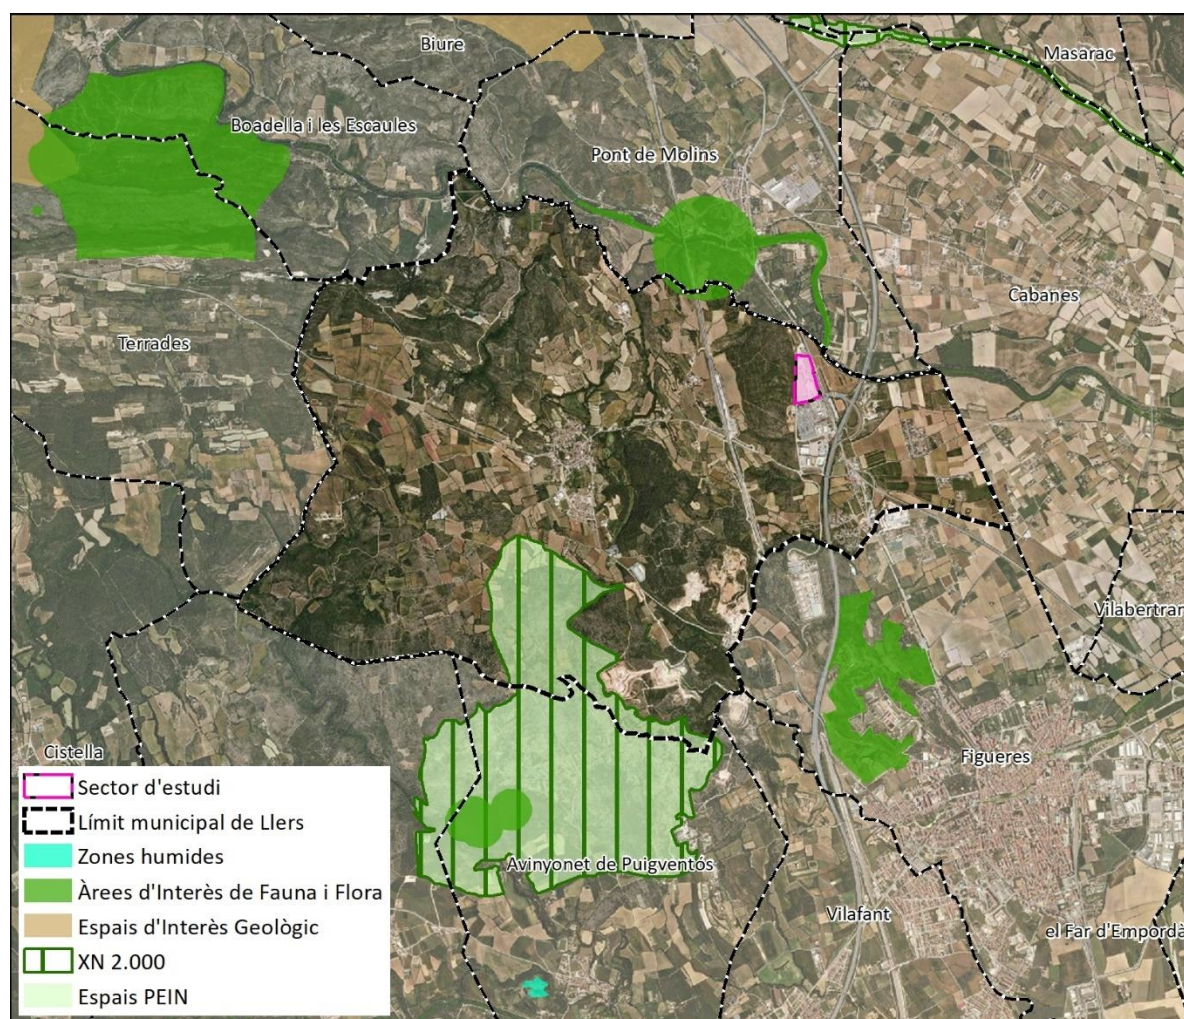 Biure
Masarac
Boadella i les Escaules
Pont de Molins
Cabanes
Terrades
Vilabertran
Cistella
Figueres
Avinyonet de Puigventós
Vilafant
el Far d'Empordà
Sector d'estudi
Límit municipal de Llers
Zones humides
Àrees d'Interès de Fauna i Flora
Espais d'Interès Geològic
XN 2.000
Espais PEIN